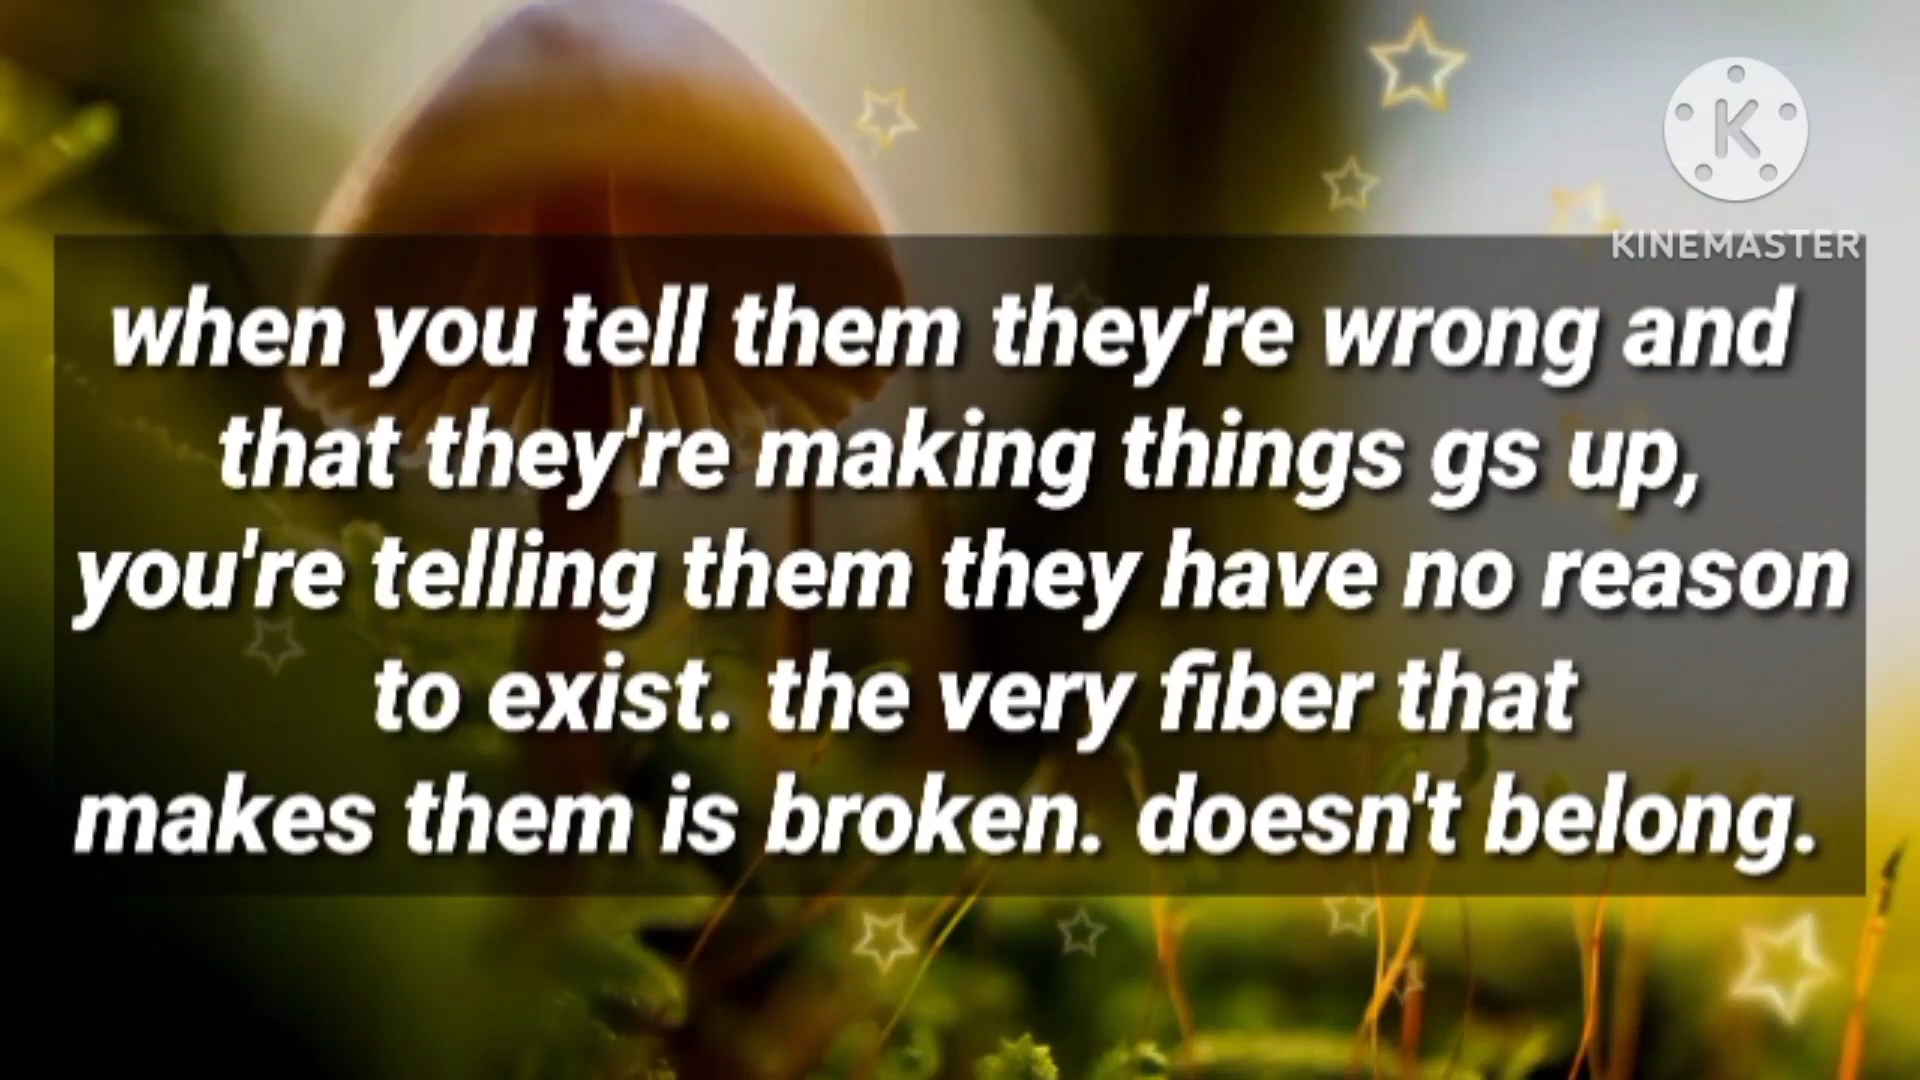 K
KINEMASTER
when you tell them they're wrong and
that they're making things gs up,
you're telling them they have no reason
to exist. the very fiber that
makes them is broken. doesn't belong.